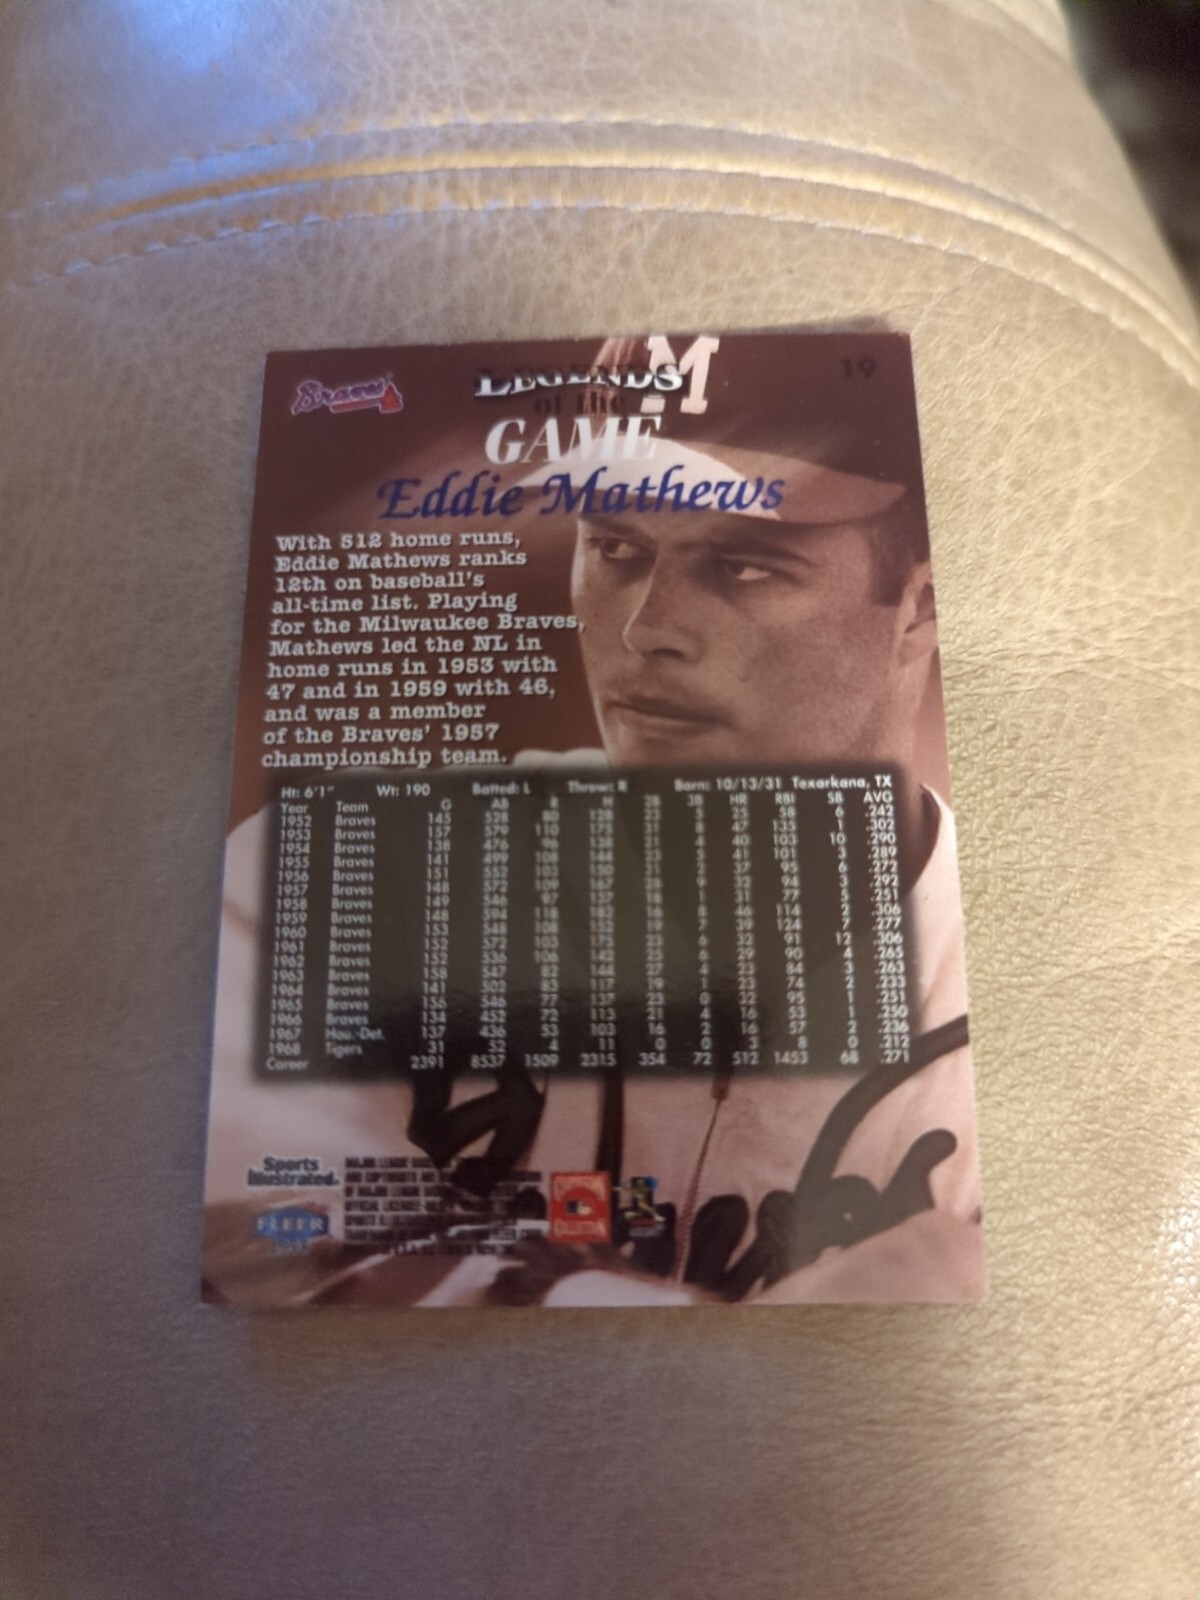 Braves
M
19
LEGENDS
of the
GAME
Eddie Mathews
With 512 home runs,
Eddie Mathews ranks
12th on baseball's
all-time list. Playing
for the Milwaukee Braves,
Mathews led the NL in
home runs in 1953 with
47 and in 1959 with 46,
and was a member
of the Braves' 1957
championship team.
Ht: 6'1" Wt: 190 Batted: L Throws: R Born: 10/13/31 Texarkana, TX
Year Team G AB R H 2B 3B HR RBI SB AVG
1952 Braves 145 528 80 128 23 5 25 58 6 .242
1953 Braves 157 579 110 175 31 8 47 135 1 .302
1954 Braves 138 476 96 138 21 4 40 103 10 .290
1955 Braves 141 499 108 144 23 5 41 101 3 .289
1956 Braves 151 552 103 150 21 2 37 95 6 .272
1957 Braves 148 572 109 167 28 9 32 94 3 .292
1958 Braves 149 546 97 137 18 1 31 77 5 .251
1959 Braves 148 594 118 182 16 8 46 114 2 .306
1960 Braves 153 548 108 152 19 7 39 124 7 .277
1961 Braves 152 572 103 175 23 6 32 91 12 .306
1962 Braves 152 536 106 142 25 6 29 90 4 .265
1963 Braves 158 547 82 144 27 4 23 84 3 .263
1964 Braves 141 502 83 117 19 1 23 74 2 .233
1965 Braves 156 546 77 137 23 0 32 95 1 .251
1966 Braves 134 452 72 113 21 4 16 53 1 .250
1967 Hou.-Det. 137 436 53 103 16 2 16 57 2 .236
1968 Tigers 31 52 4 11 0 0 3 8 0 .212
Career 2391 8537 1509 2315 354 72 512 1453 68 .271
Sports
Illustrated
FLEER
MAJOR LEAGUE
AND COPYRIGHTS
OF MAJOR LEAGUE